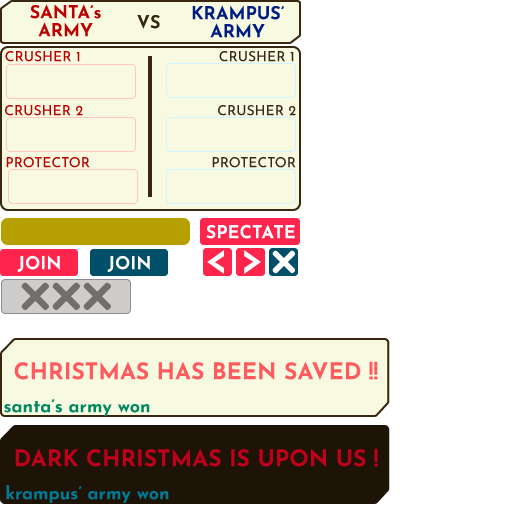 SANTA's
ARMY
VS
KRAMPUS'
ARMY
CRUSHER 1
CRUSHER 1
CRUSHER 2
CRUSHER 2
PROTECTOR
PROTECTOR
SPECTATE
JOIN
JOIN
CHRISTMAS HAS BEEN SAVED !!
santa's army won
DARK CHRISTMAS IS UPON US !
krampus' army won